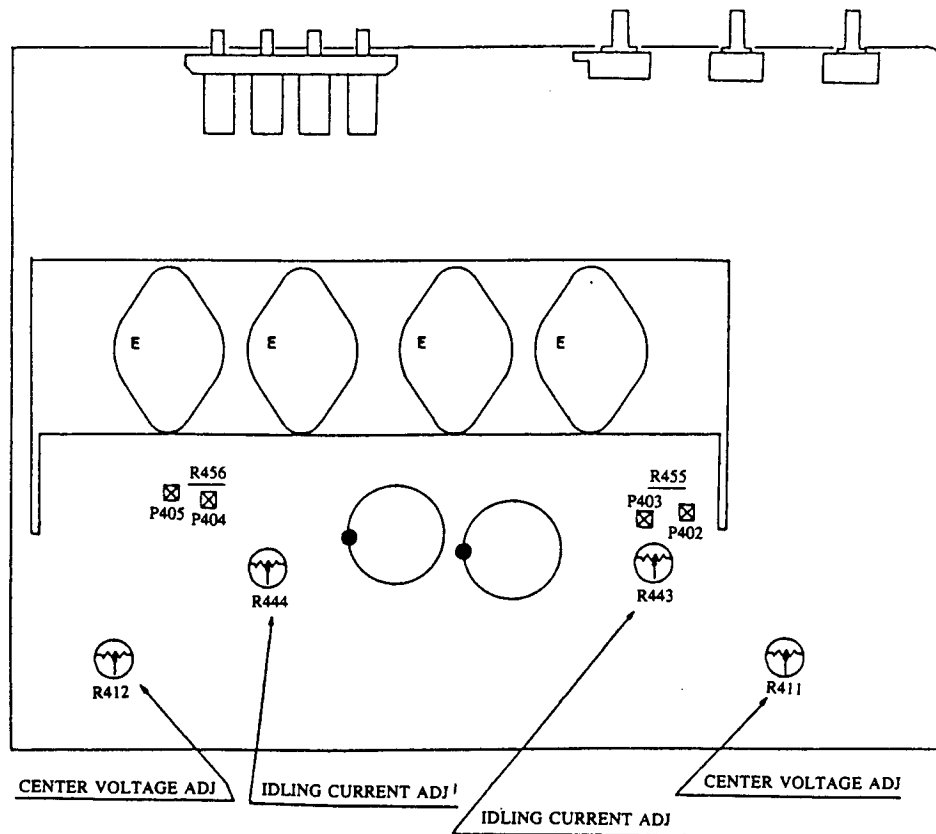 E E E E
R456
P405 P404
R455
P403
P402
R444
R443
R412
R411
CENTER VOLTAGE ADJ
IDLING CURRENT ADJ
IDLING CURRENT ADJ
CENTER VOLTAGE ADJ